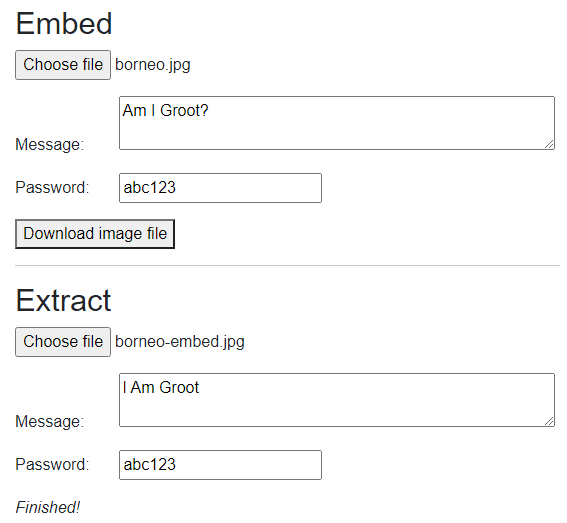 Embed
Choose file borneo.jpg
Am I Groot?
Message:
Password: abc123
Download image file
Extract
Choose file borneo-embed.jpg
I Am Groot
Message:
Password: abc123
Finished!